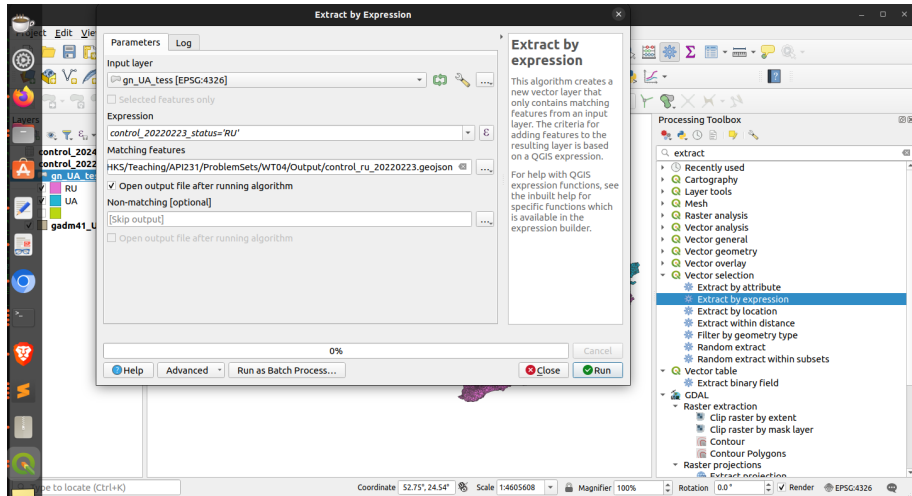 Extract by Expression
Edit Vie
Parameters Log
Input layer
gn_UA_tess [EPSG:4326]
Selected features only
Expression
control_20220223_status='RU'
ε
Matching features
HKS/Teaching/API231/ProblemSets/WT04/Output/control_ru_20220223.geojson
Open output file after running algorithm
Non-matching [optional]
[Skip output]
Open output file after running algorithm
Extract by
expression
This algorithm creates a
new vector layer that
only contains matching
features from an input
layer. The criteria for
adding features to the
resulting layer is based
on a QGIS expression.
For help with QGIS
expression functions, see
the inbuilt help for
specific functions which
is available in the
expression builder.
0%
Cancel
Help
Advanced
Run as Batch Process...
Close
Run
Layers
control_2024
control_2022
gn_UA_tes
RU
UA
gadm41_U
Processing Toolbox
extract
Recently used
Cartography
Layer tools
Mesh
Raster analysis
Vector analysis
Vector general
Vector geometry
Vector overlay
Vector selection
Extract by attribute
Extract by expression
Extract by location
Extract within distance
Filter by geometry type
Random extract
Random extract within subsets
Vector table
Extract binary field
GDAL
Raster extraction
Clip raster by extent
Clip raster by mask layer
Contour
Contour Polygons
Raster projections
Extract projection
pe to locate (Ctrl+K)
Coordinate 52.75°,24.54° Scale 1:4605608 Magnifier 100% Rotation 0.0° Render EPSG:4326